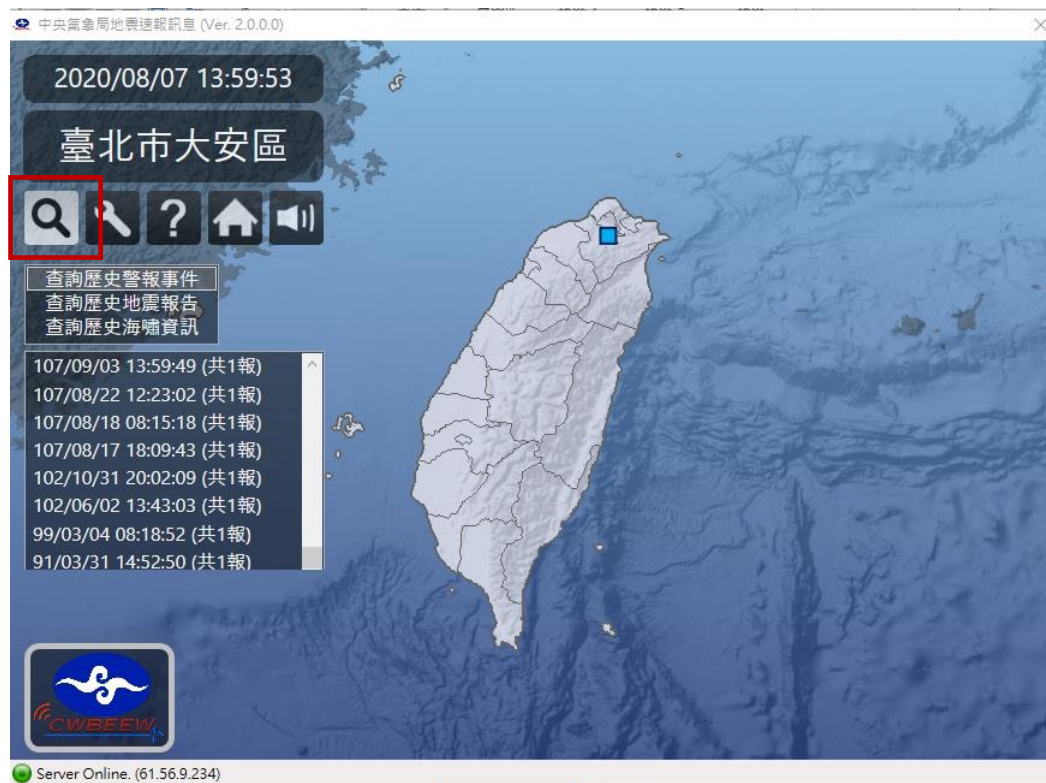 中央氣象局地震速報訊息 (Ver. 2.0.0.0)
2020/08/07 13:59:53
臺北市大安區
?
查詢歷史警報事件
查詢歷史地震報告
查詢歷史海嘯資訊
107/09/03 13:59:49 (共1報)
107/08/22 12:23:02 (共1報)
107/08/18 08:15:18 (共1報)
107/08/17 18:09:43 (共1報)
102/10/31 20:02:09 (共1報)
102/06/02 13:43:03 (共1報)
99/03/04 08:18:52 (共1報)
91/03/31 14:52:50 (共1報)
CWBEEW
Server Online. (61.56.9.234)